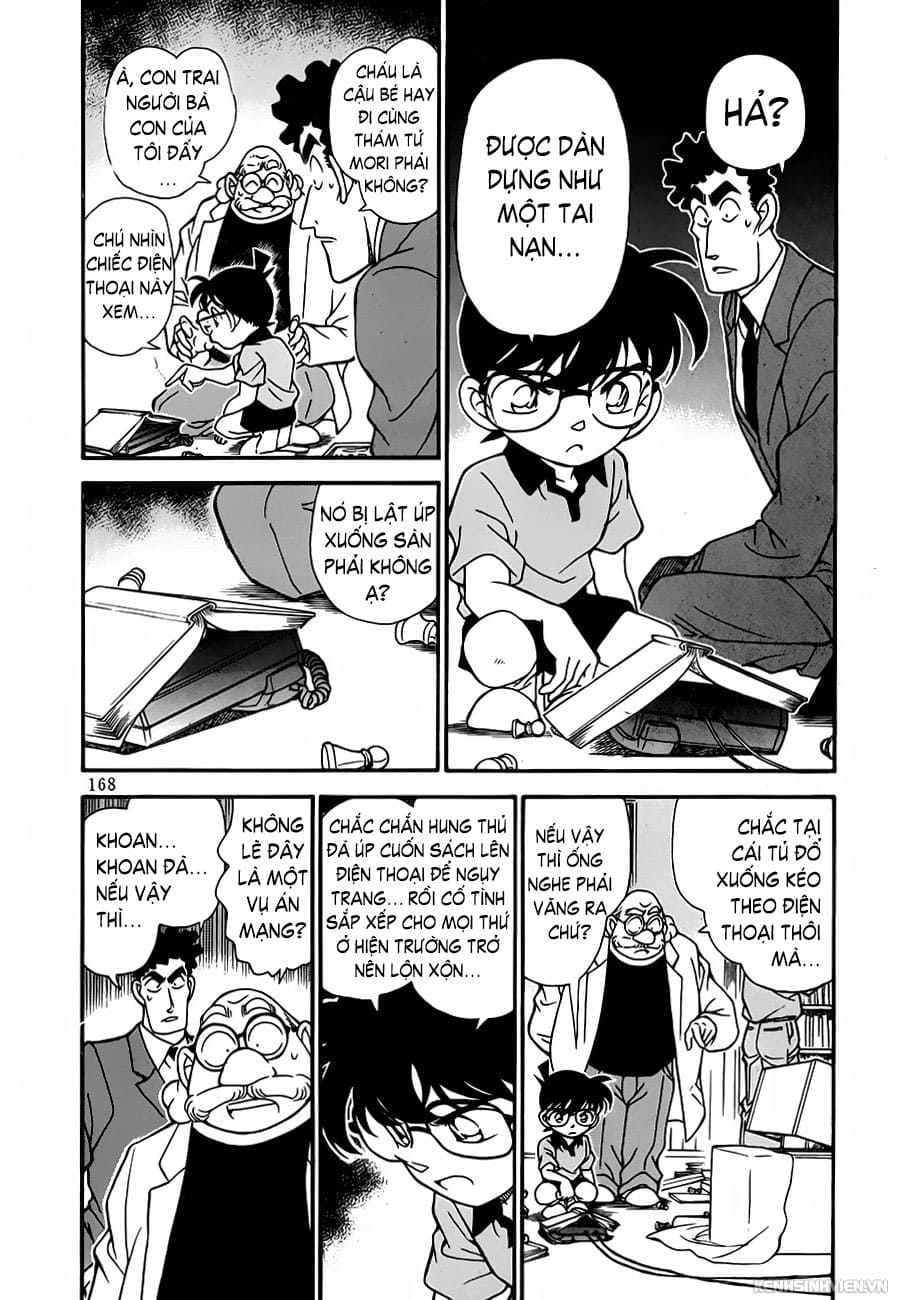 HẢ?
ĐƯỢC DÀN
DỰNG NHƯ
MỘT TAI
NẠN...
CHÁU LÀ
CẬU BÉ HAY
ĐI CÙNG
THÁM TỬ
MORI PHẢI
KHÔNG?
À, CON TRAI
NGƯỜI BÀ
CON CỦA
TÔI ĐẤY
...
CHÚ NHÌN
CHIẾC ĐIỆN
THOẠI NÀY
XEM...
NÓ BỊ LẬT ÚP
XUỐNG SÀN
PHẢI KHÔNG
Ạ?
168
CHẮC TẠI
CÁI TỦ ĐỔ
XUỐNG KÉO
THEO ĐIỆN
THOẠI THÔI
MÀ...
NẾU VẬY
THÌ ỐNG
NGHE PHẢI
VĂNG RA
CHỨ?
CHẮC CHẮN HUNG THỦ
ĐÃ ÚP CUỐN SÁCH LÊN
ĐIỆN THOẠI ĐỂ NGỤY
TRANG... RỒI CỐ TÌNH
SẮP XẾP CHO MỌI THỨ
Ở HIỆN TRƯỜNG TRỞ
NÊN LỘN XỘN...
KHÔNG
LẼ ĐÂY
LÀ MỘT
VỤ ÁN
MẠNG?
KHOAN...
KHOAN ĐÃ...
NẾU VẬY
THÌ...
KENHSINHVIEN.VN